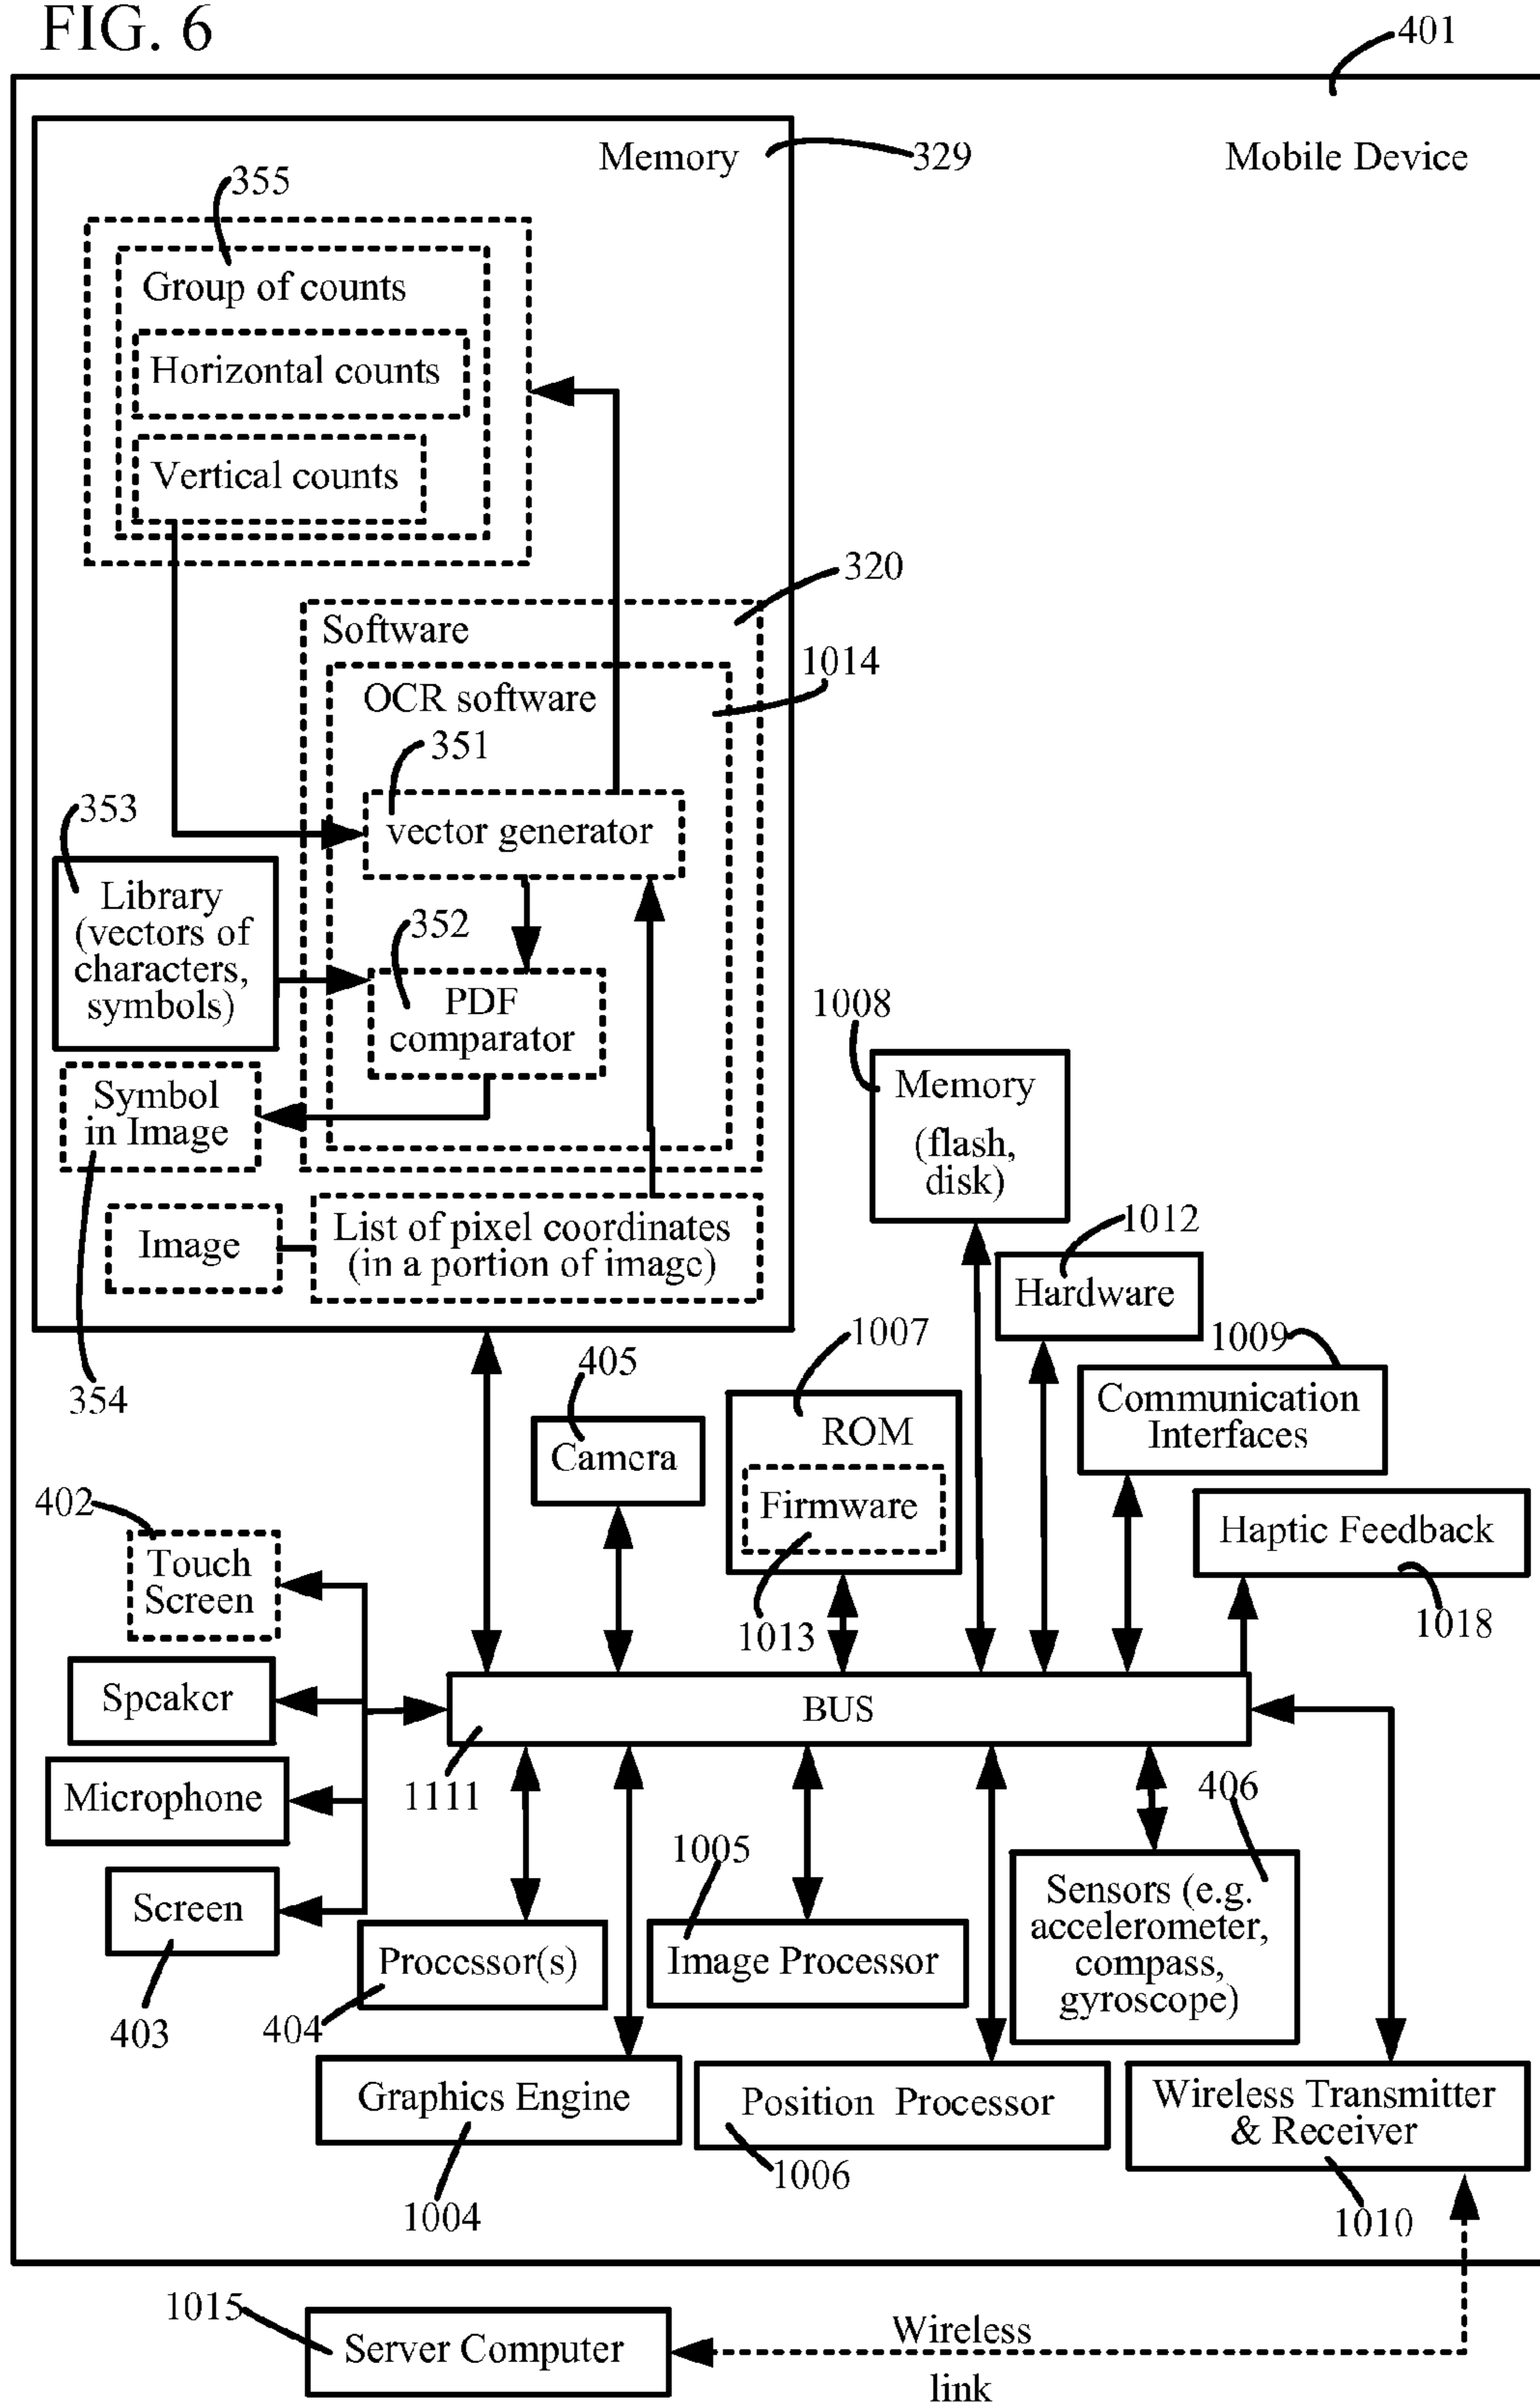 FIG. 6
401
Memory
329
Mobile Device
355
Group of counts
Horizontal counts
Vertical counts
320
Software
1014
OCR software
351
vector generator
353
Library
(vectors of
characters,
symbols)
352
PDF
comparator
1008
Memory
(flash,
disk)
Symbol
in Image
1012
Hardware
Image
List of pixel coordinates
(in a portion of image)
354
405
Camera
1007
ROM
Firmware
1013
1009
Communication
Interfaces
402
Touch
Screen
Haptic Feedback
1018
Speaker
BUS
1111
Microphone
406
Sensors (e.g.
accelerometer,
compass,
gyroscope)
1005
Screen
403
Processor(s)
404
Image Processor
Graphics Engine
1004
Position Processor
1006
Wireless Transmitter
& Receiver
1010
1015
Server Computer
Wireless
link